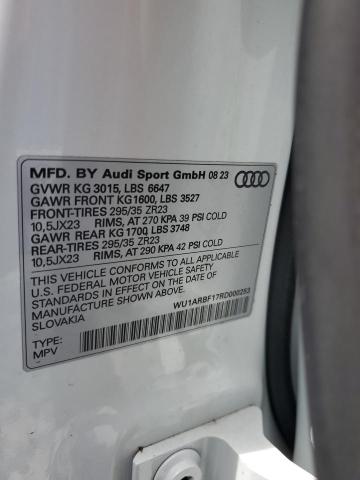 MFD. BY Audi Sport GmbH 08 23
GVWR KG 3015, LBS 6647
GAWR FRONT KG1600, LBS 3527
FRONT-TIRES 295/35 ZR23
10,5JX23 RIMS, AT 270 KPA 39 PSI COLD
GAWR REAR KG1700, LBS 3748
REAR-TIRES 295/35 ZR23
10,5JX23 RIMS, AT 290 KPA 42 PSI COLD
THIS VEHICLE CONFORMS TO ALL APPLICABLE
U.S. FEDERAL MOTOR VEHICLE SAFETY
STANDARDS IN EFFECT ON THE DATE OF
MANUFACTURE SHOWN ABOVE.
SLOVAKIA
WU1ARBF17RD000253
TYPE:
MPV